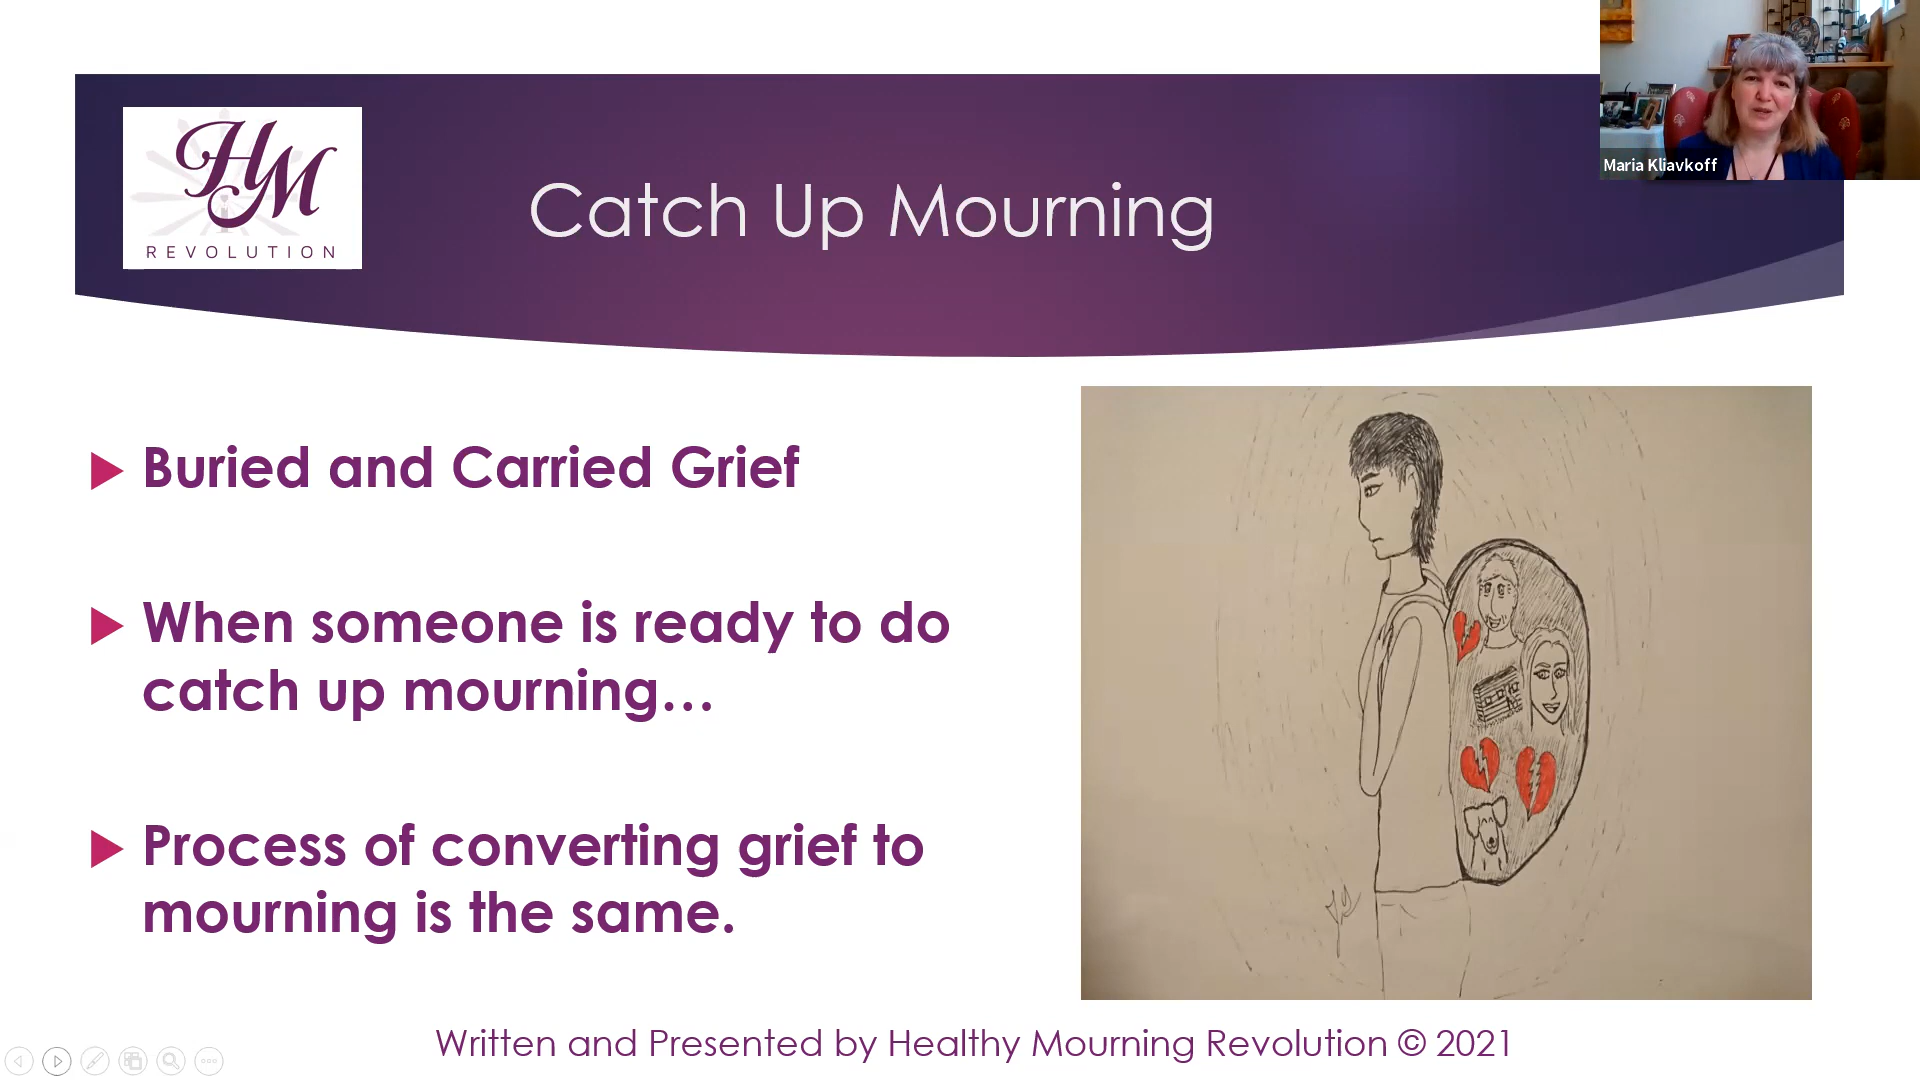 HM
REVOLUTION
Catch Up Mourning
Maria Kliavkoff
Buried and Carried Grief
When someone is ready to do
catch up mourning…
Process of converting grief to
mourning is the same.
Written and Presented by Healthy Mourning Revolution © 2021